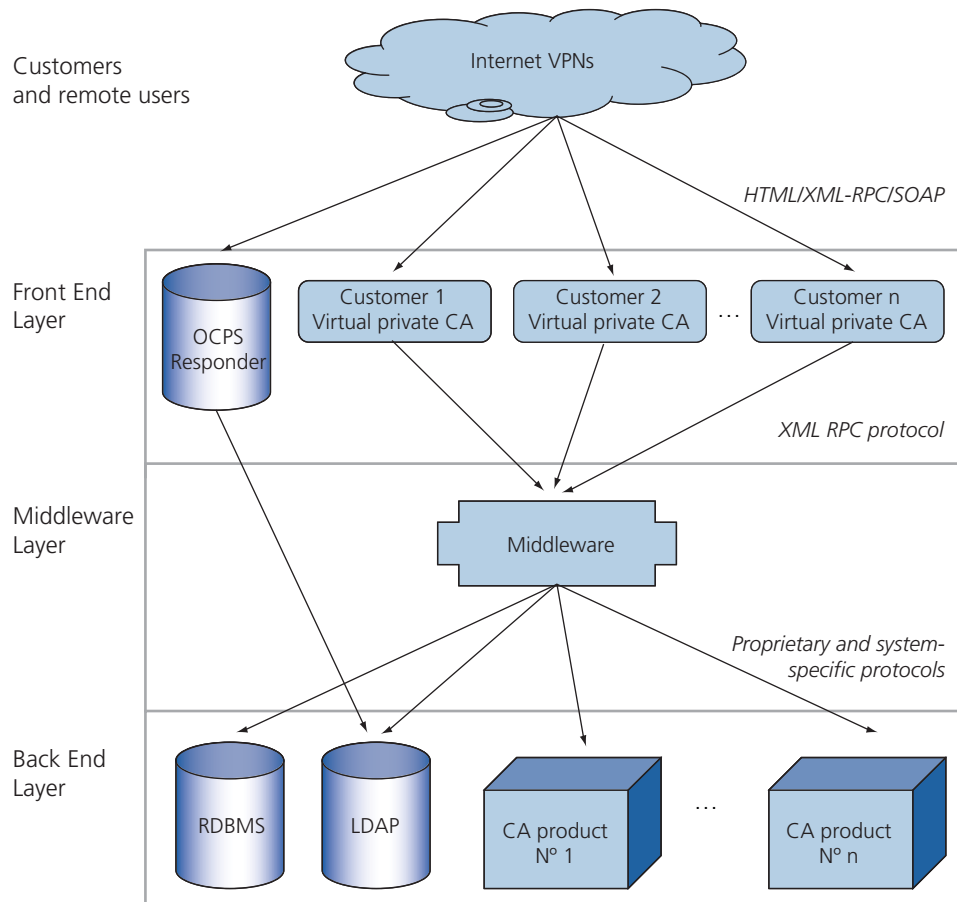 Customers
and remote users
Internet VPNs
HTML/XML-RPC/SOAP
Front End
Layer
OCPS
Responder
Customer 1
Virtual private CA
Customer 2
Virtual private CA
...
Customer n
Virtual private CA
XML RPC protocol
Middleware
Layer
Middleware
Proprietary and system-
specific protocols
Back End
Layer
RDBMS
LDAP
CA product
Nº 1
...
CA product
Nº n